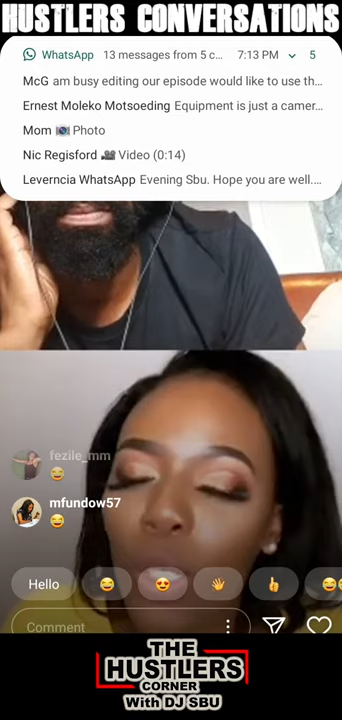 HUSTLERS CONVERSATIONS
WhatsApp 13 messages from 5 c... 7:13 PM 5
McG am busy editing our episode would like to use th...
Ernest Moleko Motsoeding Equipment is just a camer...
Mom 📷 Photo
Nic Regisford 🎥 Video (0:14)
Leverncia WhatsApp Evening Sbu. Hope you are well....
fezile_mm
😂
mfundow57
😂
Hello 😂 😍 👋 👍 😂
Comment
THE
HUSTLERS
CORNER
With DJ SBU